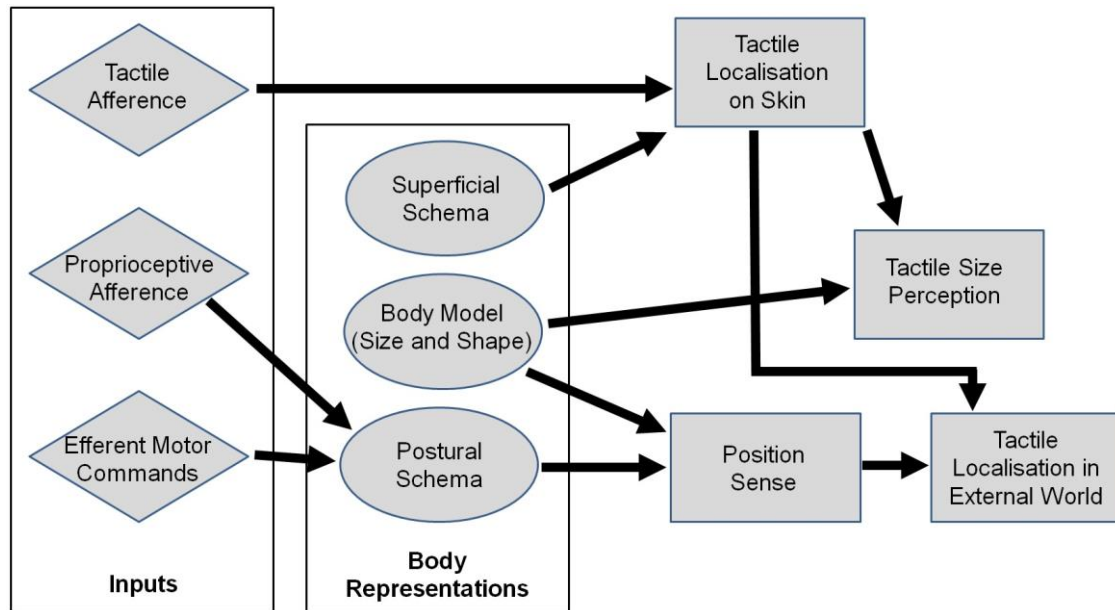 Tactile
Afference
Proprioceptive
Afference
Efferent Motor
Commands
Inputs
Superficial
Schema
Body Model
(Size and Shape)
Postural
Schema
Body
Representations
Tactile
Localisation
on Skin
Tactile Size
Perception
Position
Sense
Tactile
Localisation in
External World